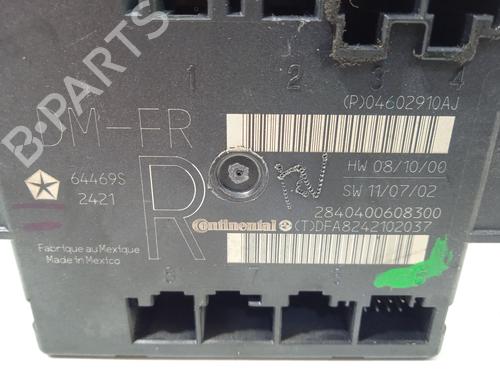 1 2 3 4
(P)04602910AJ
DM-FR
HW 08/10/00
64469S
2421
R
SW 11/07/02
2840400608300
Continental
(T)DFA8242102037
Fabrique au Mexique
Made in Mexico
8 7
B-PARTS